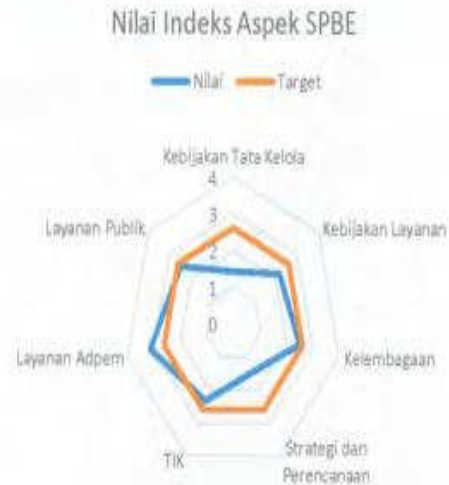 Nilai Indeks Aspek SPBE
Nilai Target
Kebijakan Tata Kelola
4
3
2
1
0
Layanan Publik
Kebijakan Layanan
Layanan Adpem
Kelembagaan
TIK
Strategi dan
Perencanaan